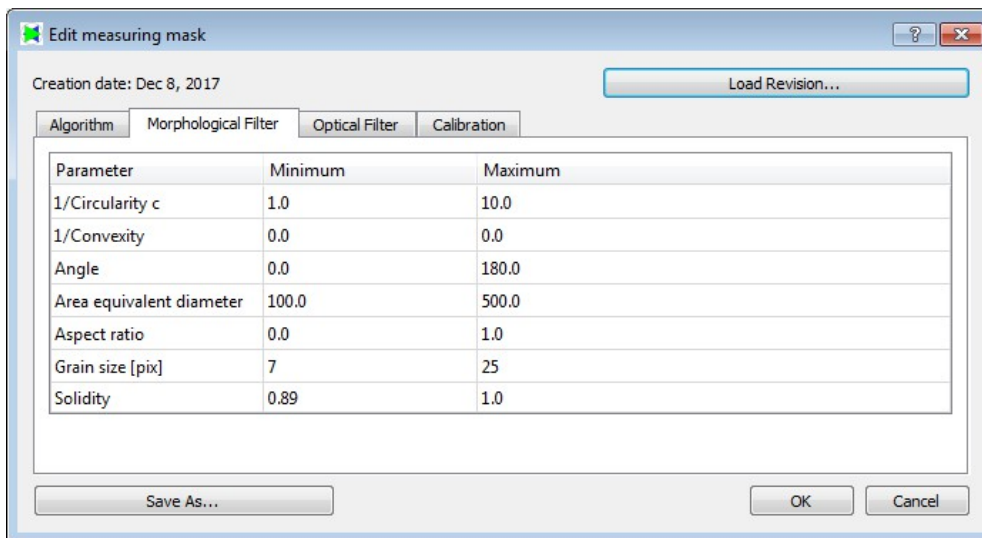 Edit measuring mask
?
Creation date: Dec 8, 2017 Load Revision...
Algorithm Morphological Filter Optical Filter Calibration
Parameter Minimum Maximum
1/Circularity c 1.0 10.0
1/Convexity 0.0 0.0
Angle 0.0 180.0
Area equivalent diameter 100.0 500.0
Aspect ratio 0.0 1.0
Grain size [pix] 7 25
Solidity 0.89 1.0
Save As... OK Cancel